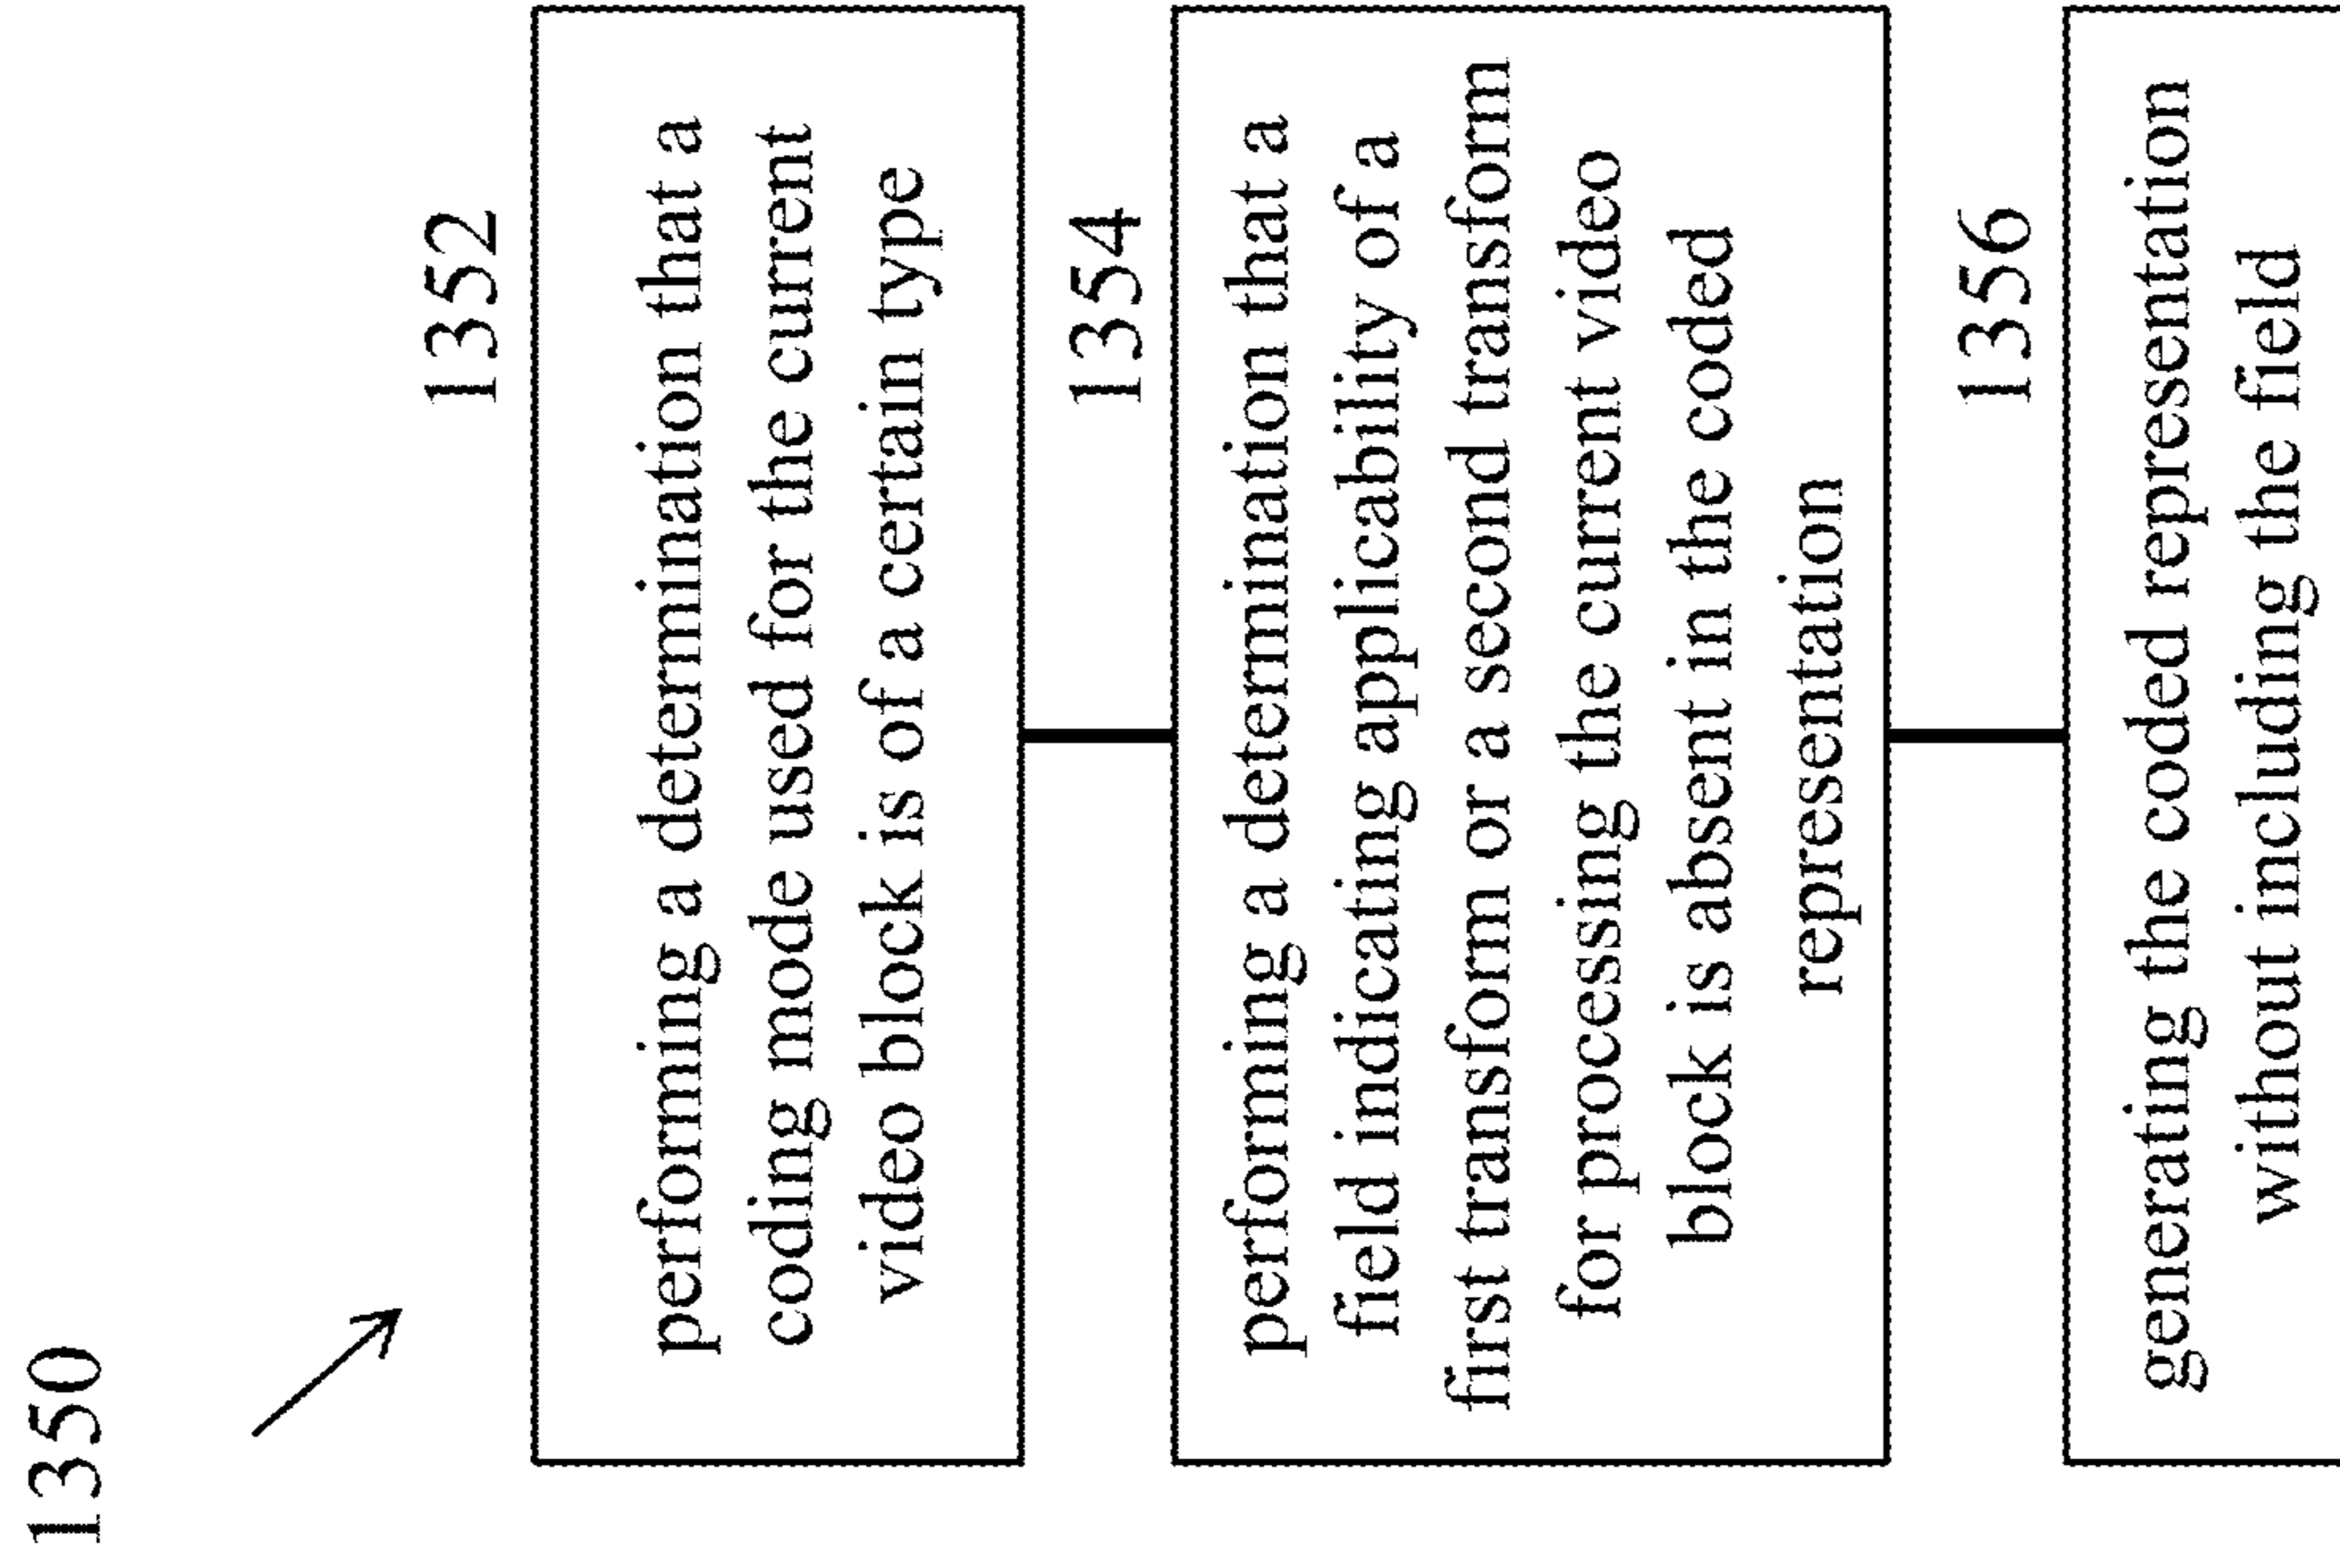 1350
1352
performing a determination that a
coding mode used for the current
video block is of a certain type
1354
performing a determination that a
field indicating applicability of a
first transform or a second transform
for processing the current video
block is absent in the coded
representation
1356
generating the coded representation
without including the field